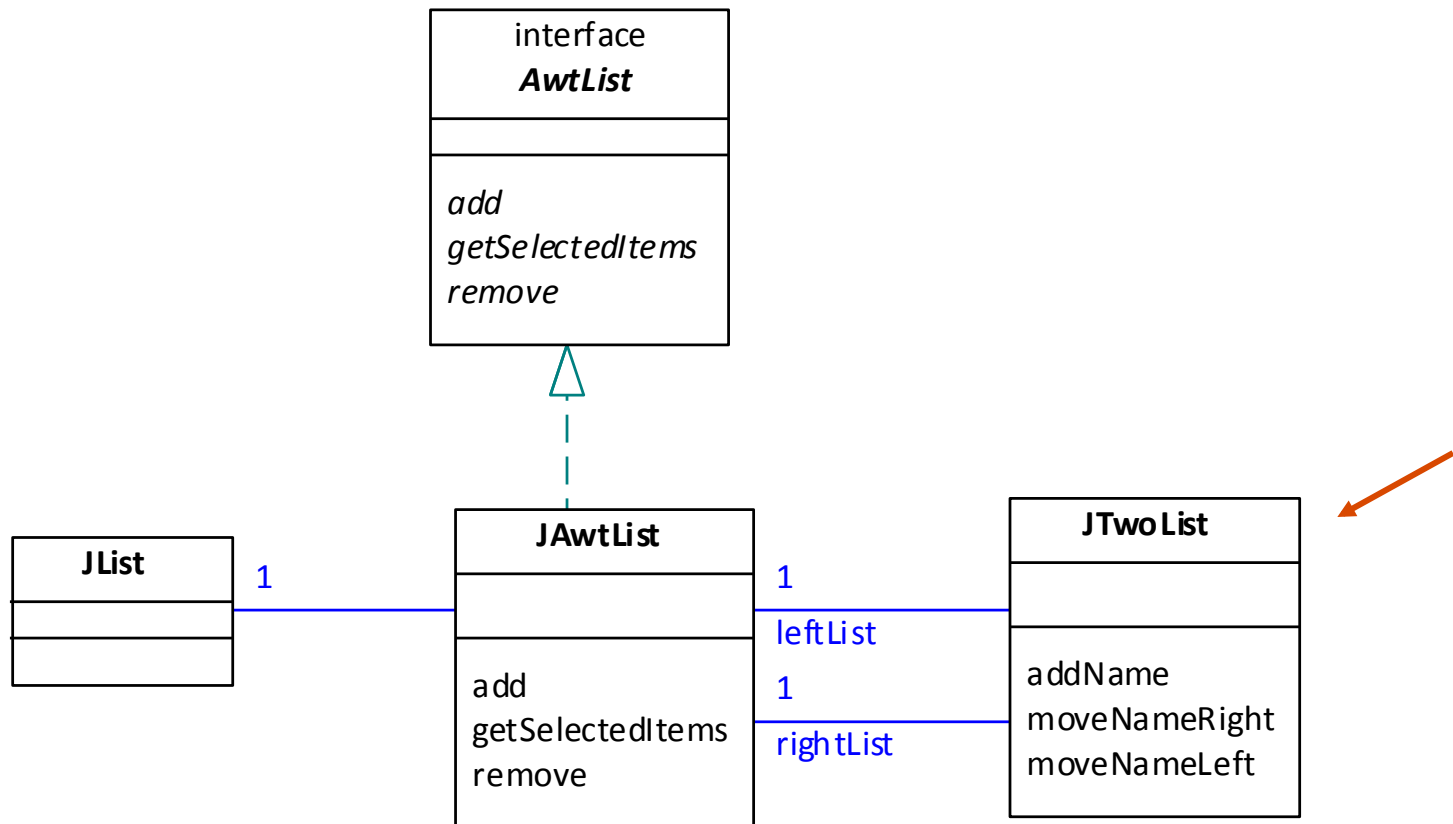 interface
AwtList
add
getSelectedItems
remove
JList
1
JAwtList
add
getSelectedItems
remove
1
leftList
1
rightList
JTwoList
addName
moveNameRight
moveNameLeft